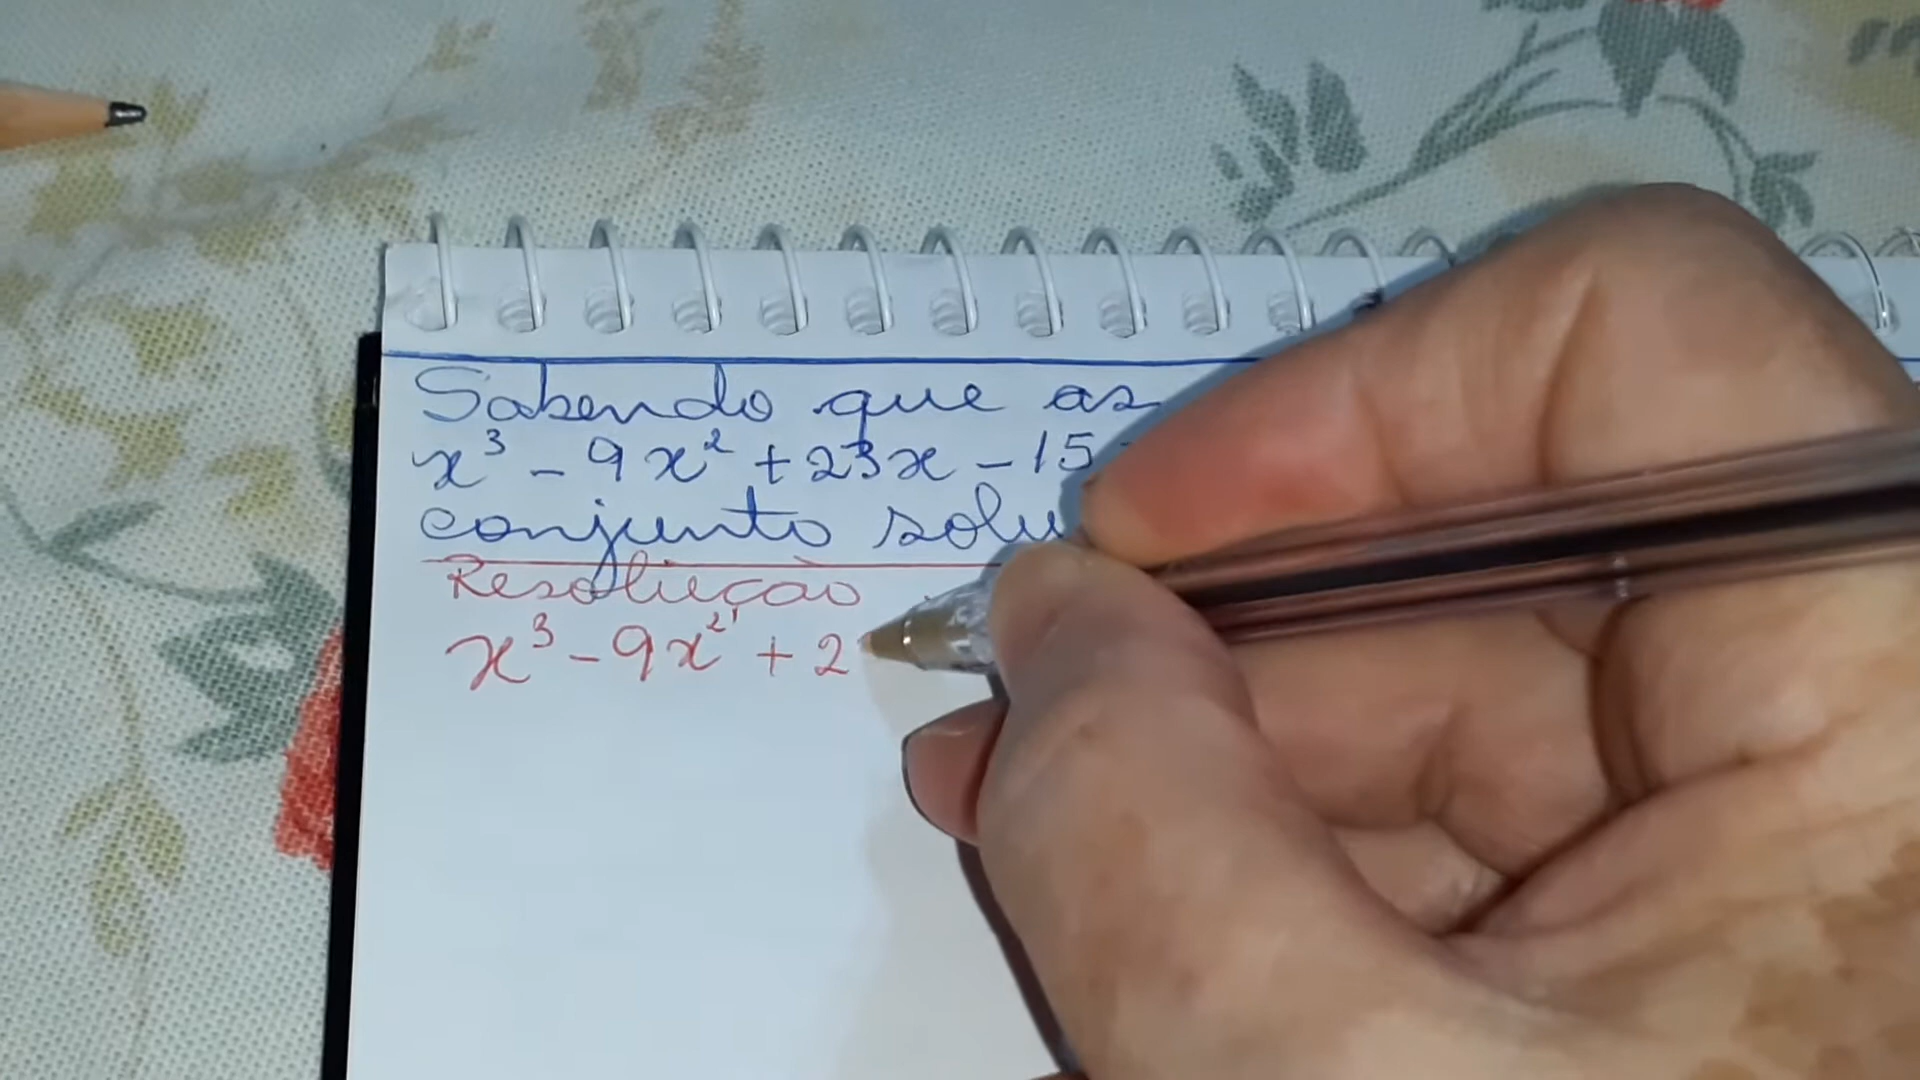 Sabendo que as
x³ - 9x² + 23x - 15
conjunto solu
Resolução
x³ - 9x² + 2